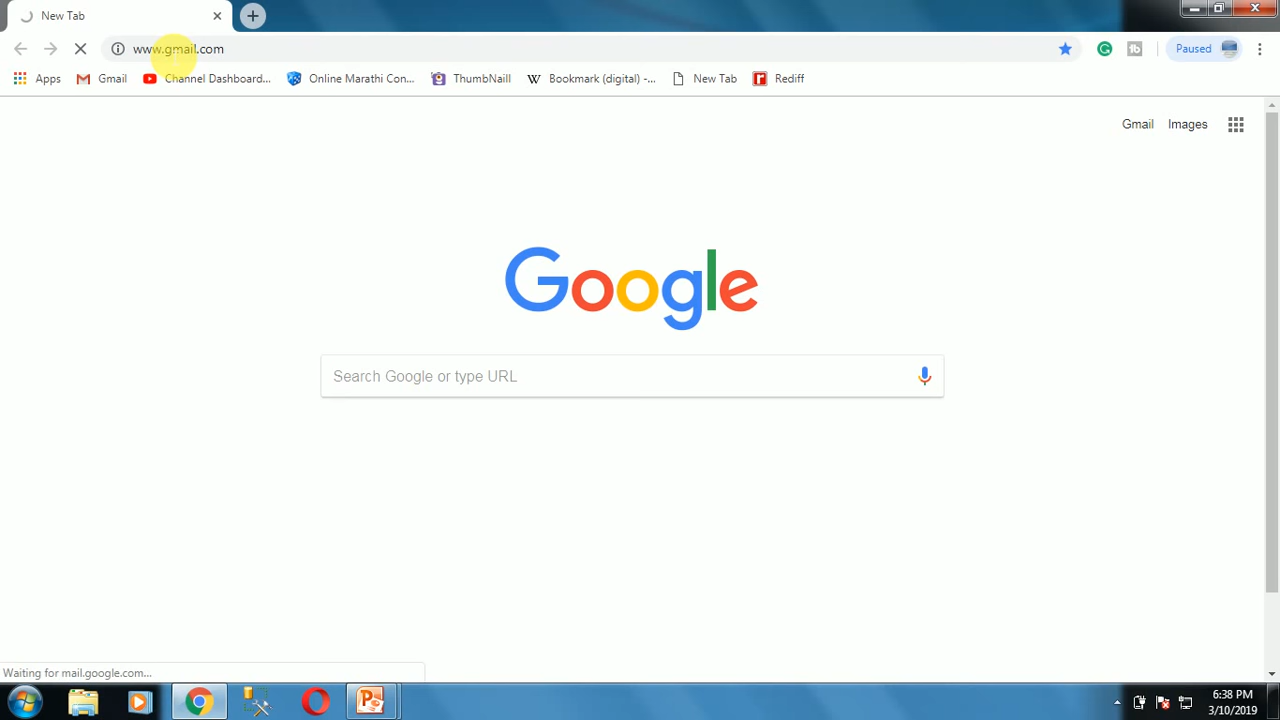 New Tab
www.gmail.com
Paused
Apps
Gmail
Channel Dashboard...
Online Marathi Con...
ThumbNaill
Bookmark (digital) -...
New Tab
Rediff
Gmail
Images
Google
Search Google or type URL
Waiting for mail.google.com...
6:38 PM
3/10/2019